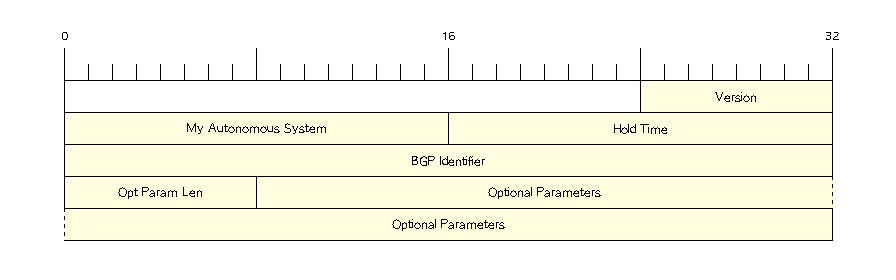 0 16 32
Version
My Autonomous System Hold Time
BGP Identifier
Opt Param Len Optional Parameters
Optional Parameters